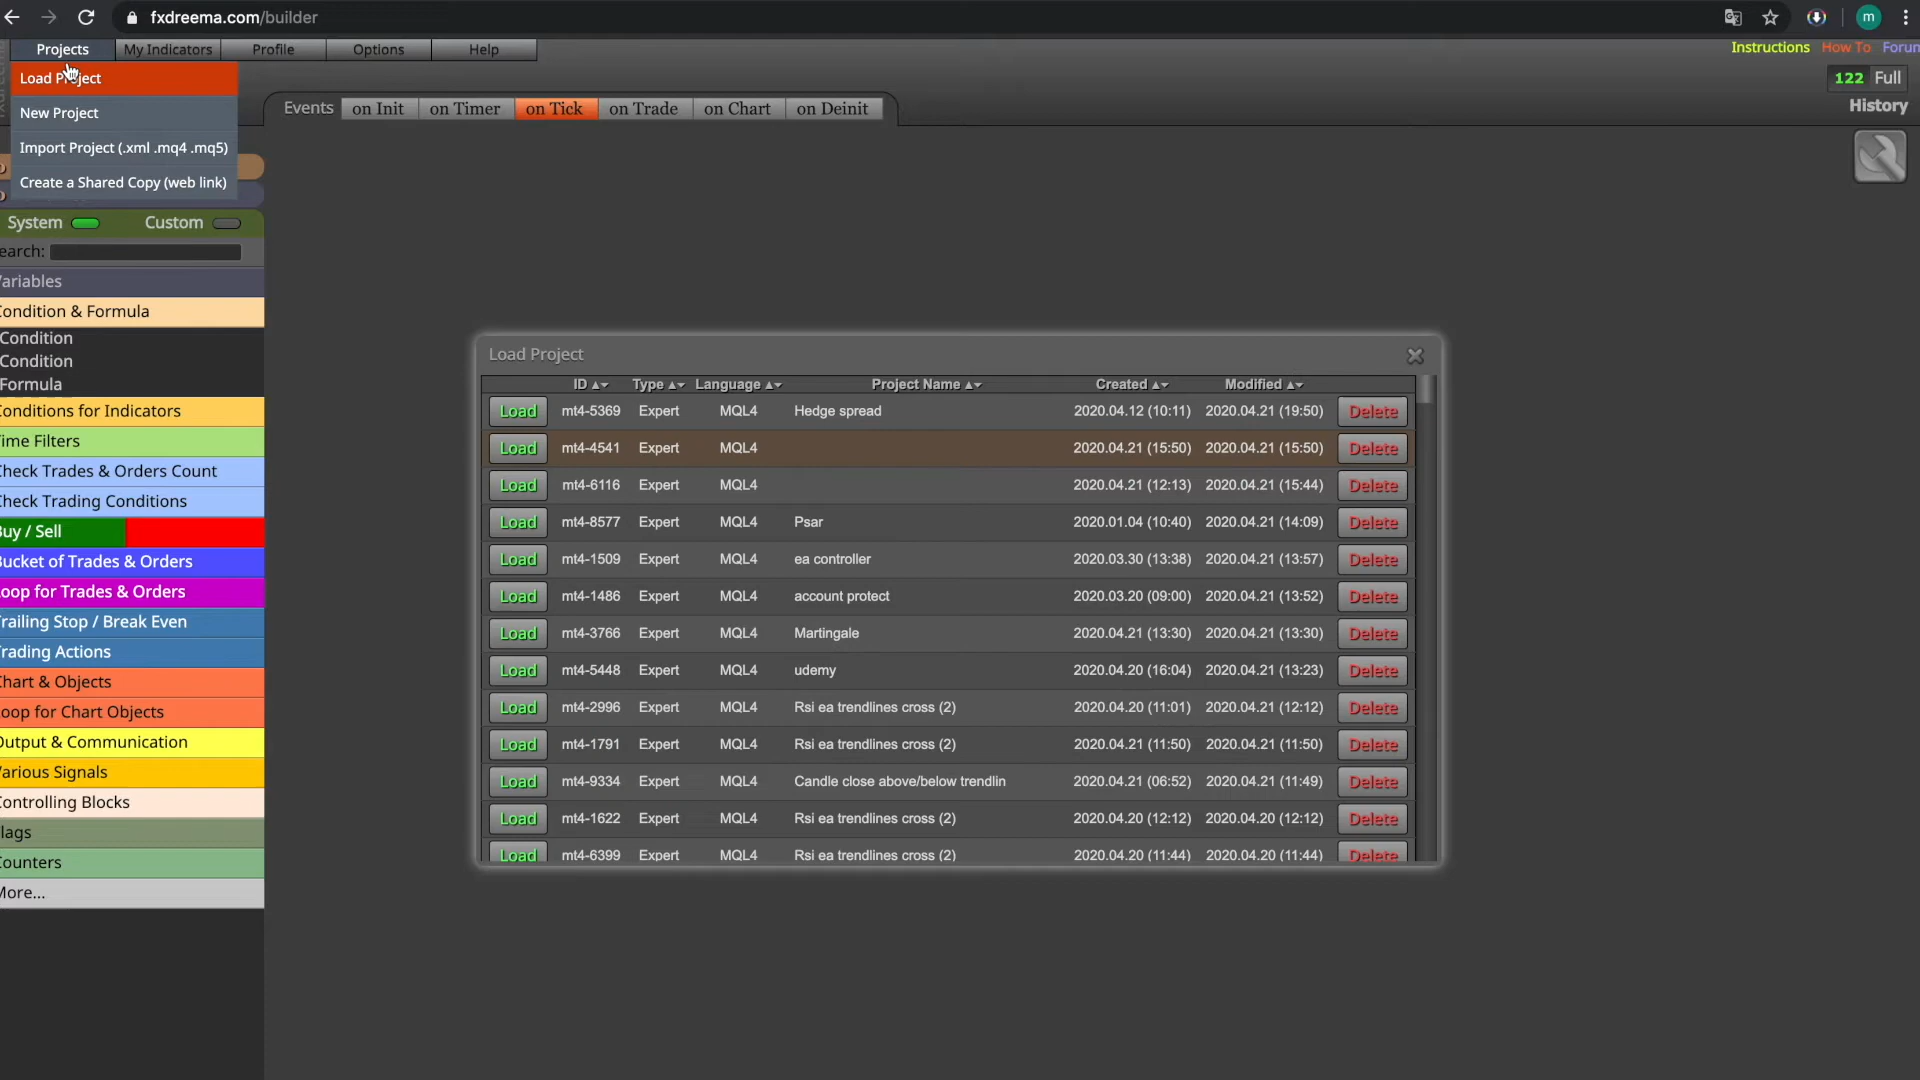 fxdreema.com/builder
m
Projects My Indicators Profile Options Help
Instructions How To Forum
Load Project
New Project
Import Project (.xml .mq4 .mq5)
Create a Shared Copy (web link)
122 Full
History
Events on Init on Timer on Tick on Trade on Chart on Deinit
System Custom
earch:
ariables
Condition & Formula
Condition
Condition
Formula
Conditions for Indicators
ime Filters
Check Trades & Orders Count
Check Trading Conditions
Buy / Sell
Bucket of Trades & Orders
oop for Trades & Orders
railing Stop / Break Even
rading Actions
Chart & Objects
oop for Chart Objects
Output & Communication
arious Signals
Controlling Blocks
lags
Counters
More...
Load Project
ID Type Language Project Name Created Modified
Load mt4-5369 Expert MQL4 Hedge spread 2020.04.12 (10:11) 2020.04.21 (19:50) Delete
Load mt4-4541 Expert MQL4 2020.04.21 (15:50) 2020.04.21 (15:50) Delete
Load mt4-6116 Expert MQL4 2020.04.21 (12:13) 2020.04.21 (15:44) Delete
Load mt4-8577 Expert MQL4 Psar 2020.01.04 (10:40) 2020.04.21 (14:09) Delete
Load mt4-1509 Expert MQL4 ea controller 2020.03.30 (13:38) 2020.04.21 (13:57) Delete
Load mt4-1486 Expert MQL4 account protect 2020.03.20 (09:00) 2020.04.21 (13:52) Delete
Load mt4-3766 Expert MQL4 Martingale 2020.04.21 (13:30) 2020.04.21 (13:30) Delete
Load mt4-5448 Expert MQL4 udemy 2020.04.20 (16:04) 2020.04.21 (13:23) Delete
Load mt4-2996 Expert MQL4 Rsi ea trendlines cross (2) 2020.04.20 (11:01) 2020.04.21 (12:12) Delete
Load mt4-1791 Expert MQL4 Rsi ea trendlines cross (2) 2020.04.21 (11:50) 2020.04.21 (11:50) Delete
Load mt4-9334 Expert MQL4 Candle close above/below trendlin 2020.04.21 (06:52) 2020.04.21 (11:49) Delete
Load mt4-1622 Expert MQL4 Rsi ea trendlines cross (2) 2020.04.20 (12:12) 2020.04.20 (12:12) Delete
Load mt4-6399 Expert MQL4 Rsi ea trendlines cross (2) 2020.04.20 (11:44) 2020.04.20 (11:44) Delete